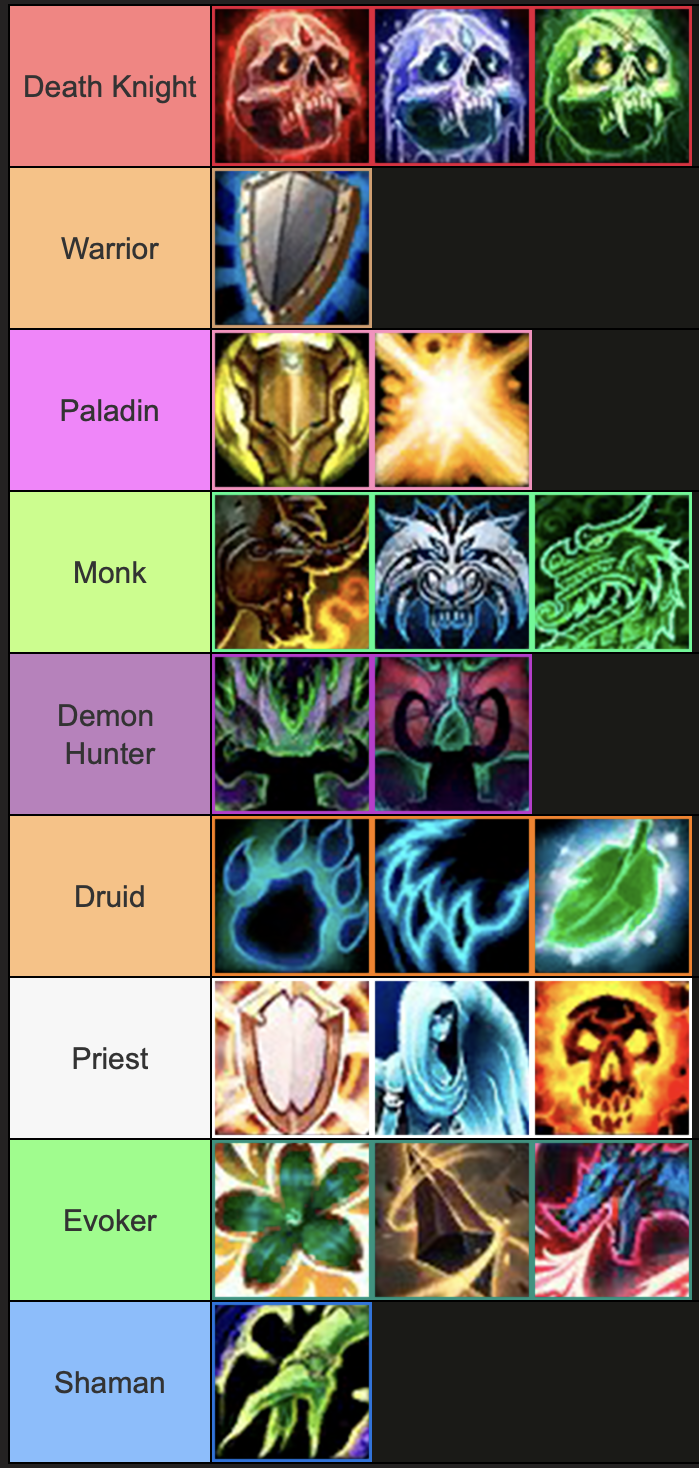 Death Knight
Warrior
Paladin
Monk
Demon
Hunter
Druid
Priest
Evoker
Shaman